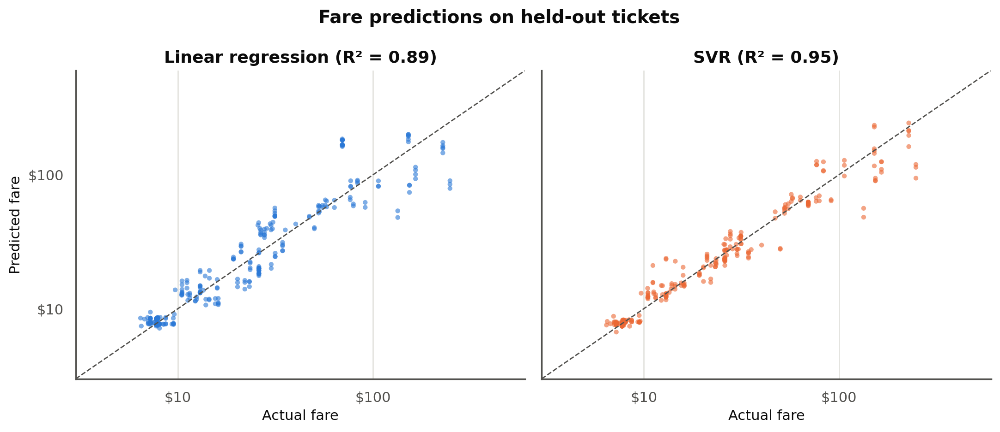 Fare predictions on held-out tickets
Linear regression (R² = 0.89)
SVR (R² = 0.95)
Predicted fare
$100
$10
$10
$100
Actual fare
$10
$100
Actual fare